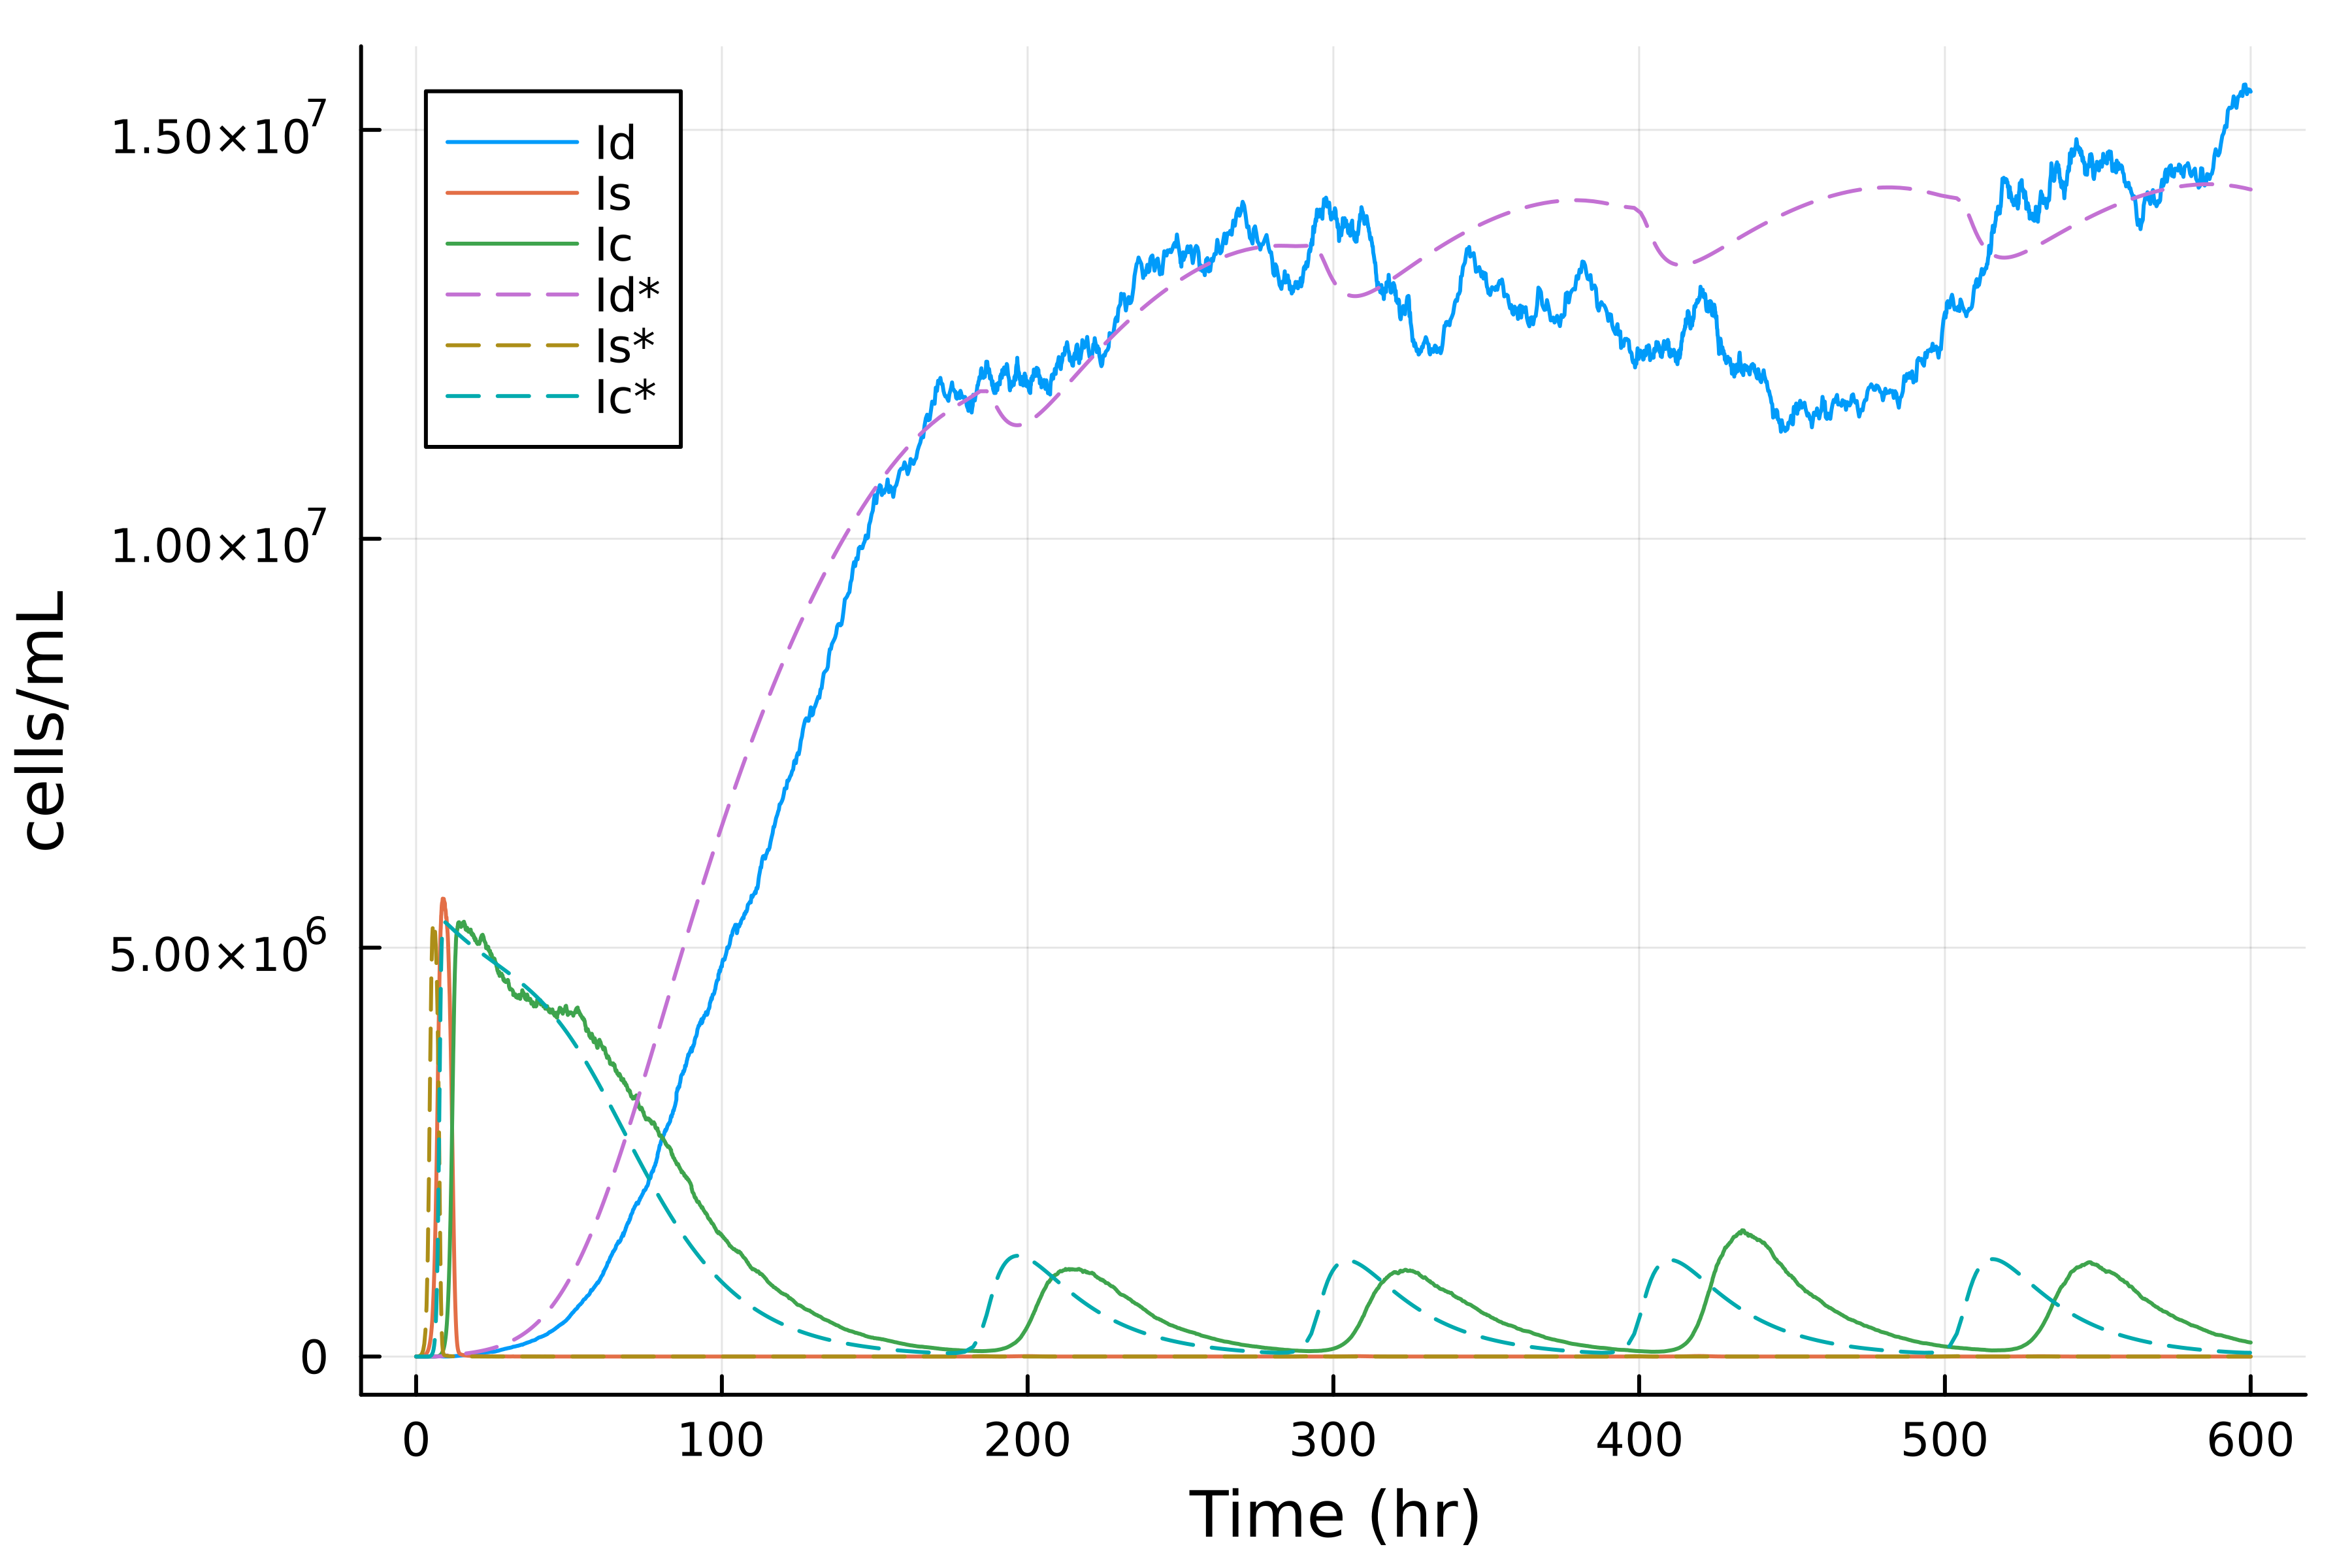 1.50×10^7
1.00×10^7
5.00×10^6
0
cells/mL
Id
Is
Ic
Id*
Is*
Ic*
0 100 200 300 400 500 600
Time (hr)